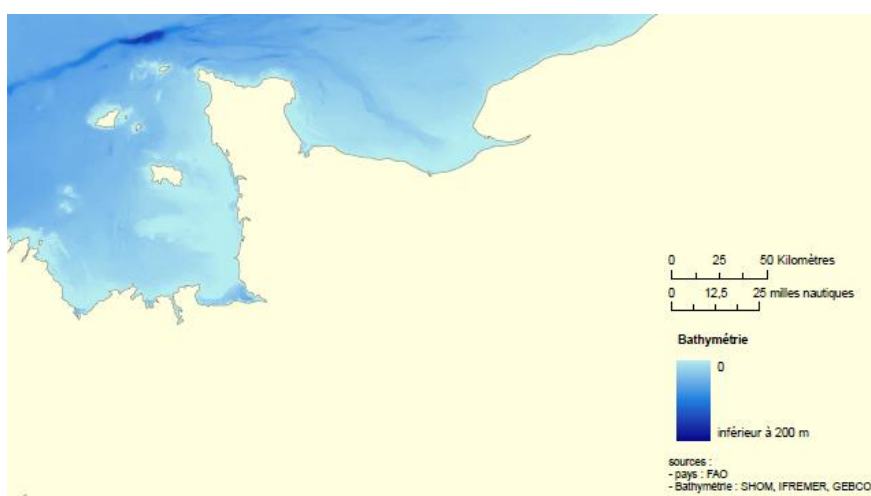 0 25 50 Kilomètres
0 12,5 25 milles nautiques
Bathymétrie
0
inférieur à 200 m
sources :
- pays : FAO
- Bathymétrie : SHOM, IFREMER, GEBCO